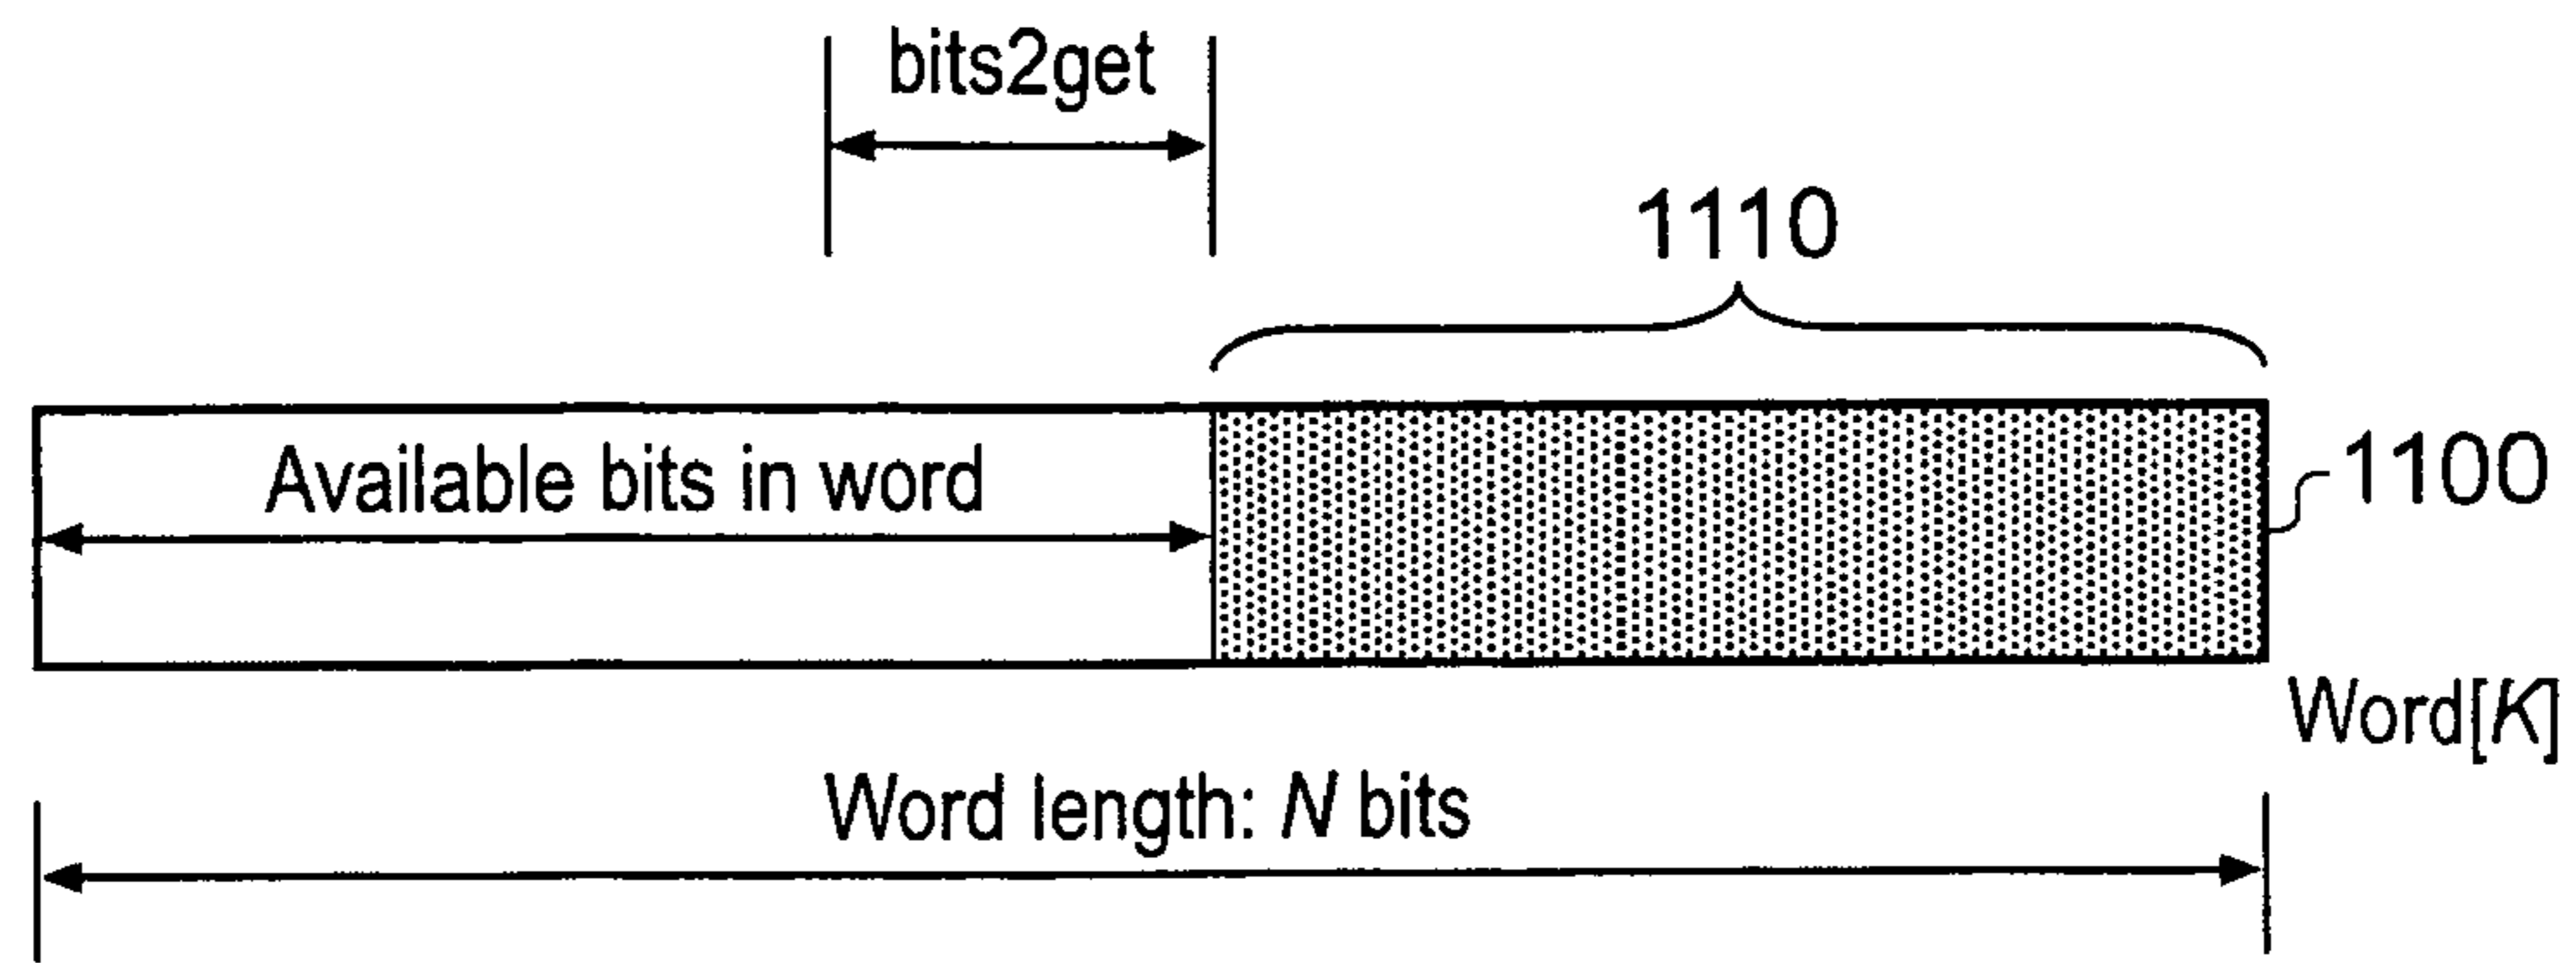 bits2get
1110
Available bits in word
1100
Word[K]
Word length: N bits